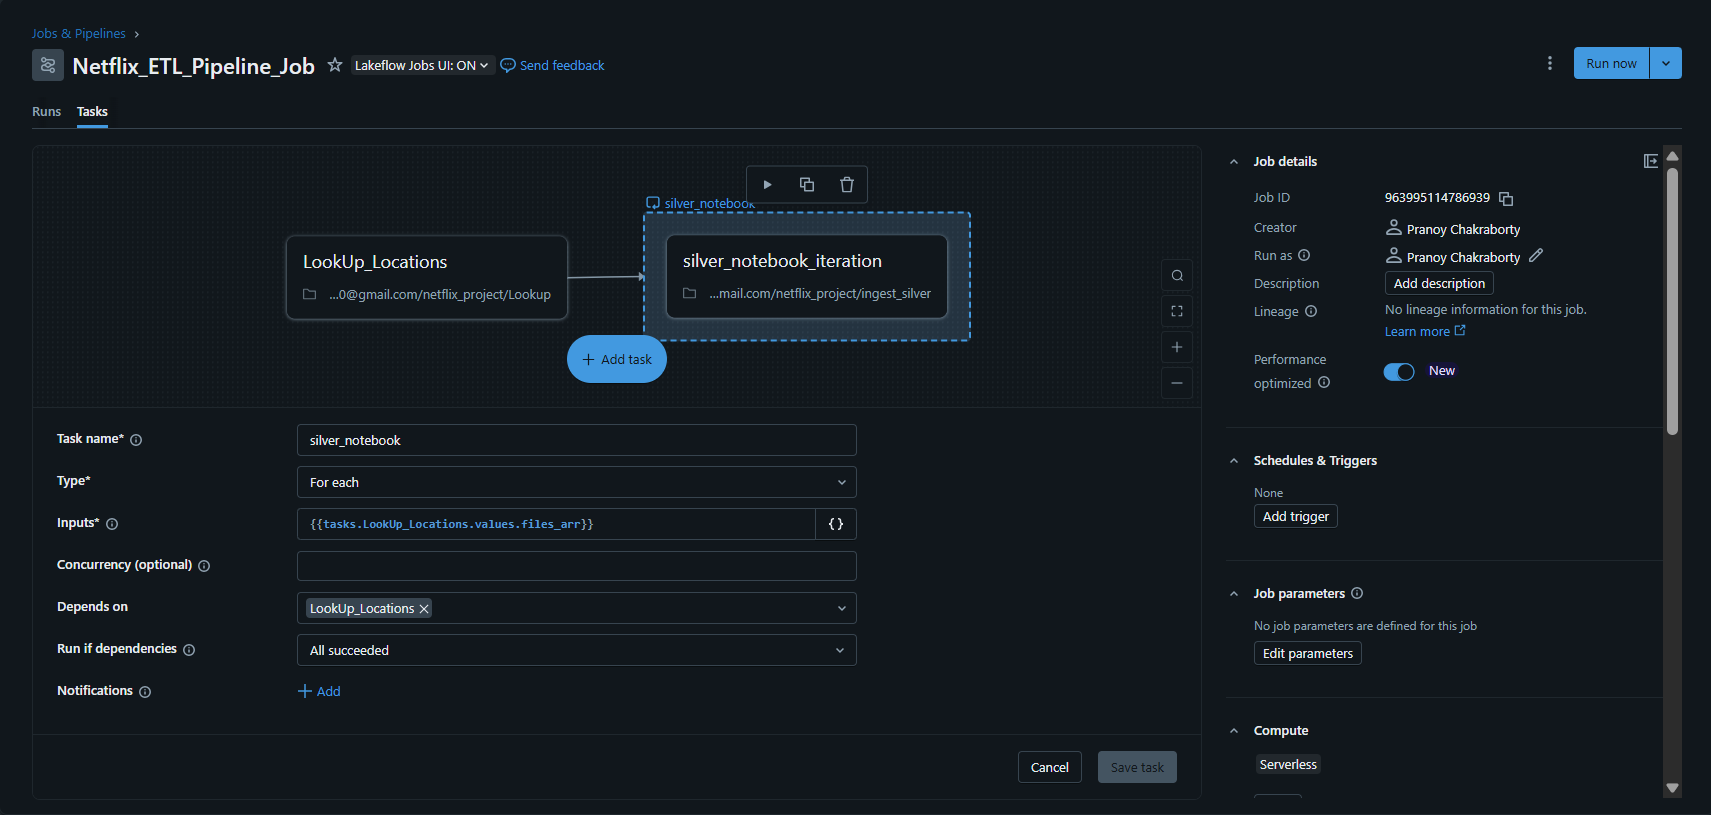 Jobs & Pipelines
Netflix_ETL_Pipeline_Job
Lakeflow Jobs UI: ON
Send feedback
Run now
Runs
Tasks
silver_notebook
LookUp_Locations
...0@gmail.com/netflix_project/Lookup
silver_notebook_iteration
...mail.com/netflix_project/ingest_silver
Add task
Task name*
silver_notebook
Type*
For each
Inputs*
{{tasks.LookUp_Locations.values.files_arr}}
{}
Concurrency (optional)
Depends on
LookUp_Locations
Run if dependencies
All succeeded
Notifications
Add
Cancel
Save task
Job details
Job ID
963995114786939
Creator
Pranoy Chakraborty
Run as
Pranoy Chakraborty
Description
Add description
Lineage
No lineage information for this job.
Learn more
Performance
optimized
New
Schedules & Triggers
None
Add trigger
Job parameters
No job parameters are defined for this job
Edit parameters
Compute
Serverless